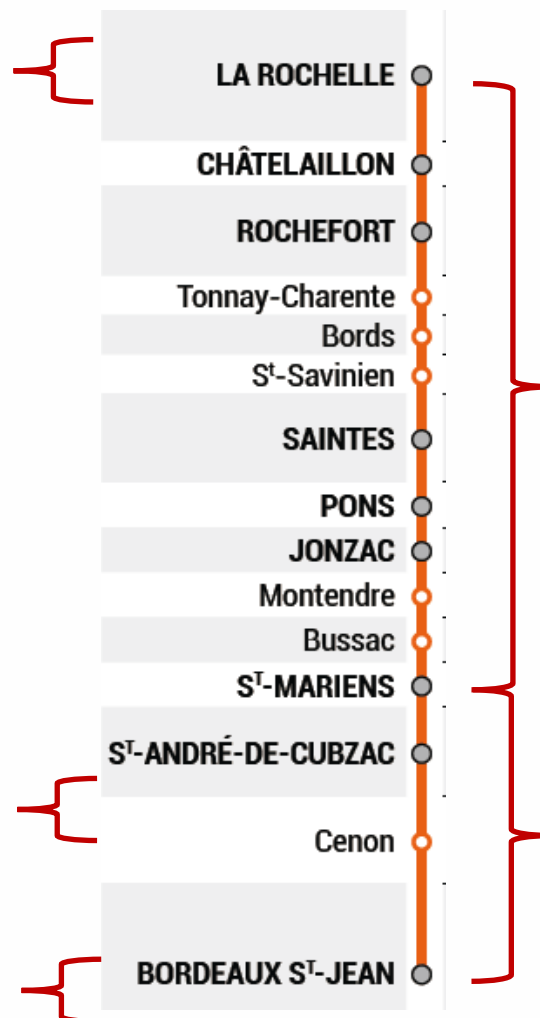 LA ROCHELLE
CHÂTELAILLON
ROCHEFORT
Tonnay-Charente
Bords
Sᵗ-Savinien
SAINTES
PONS
JONZAC
Montendre
Bussac
Sᵀ-MARIENS
Sᵀ-ANDRÉ-DE-CUBZAC
Cenon
BORDEAUX Sᵀ-JEAN